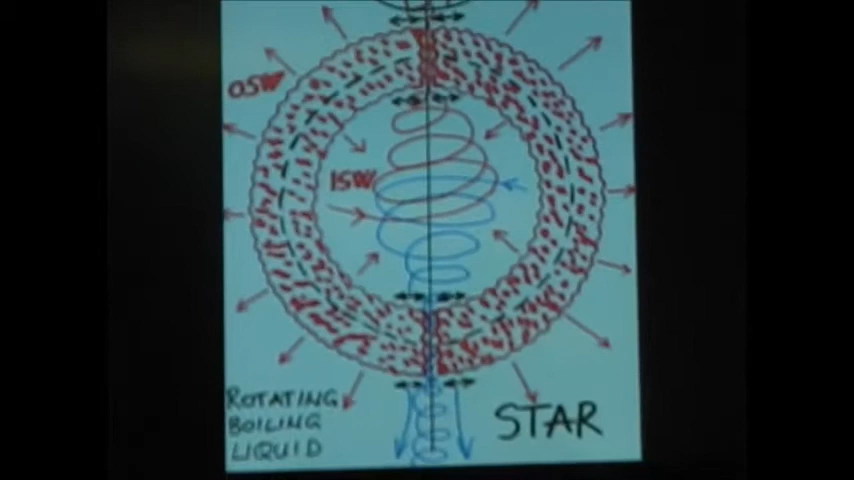 OSW
ISW
ROTATING
BOILING
LIQUID
STAR